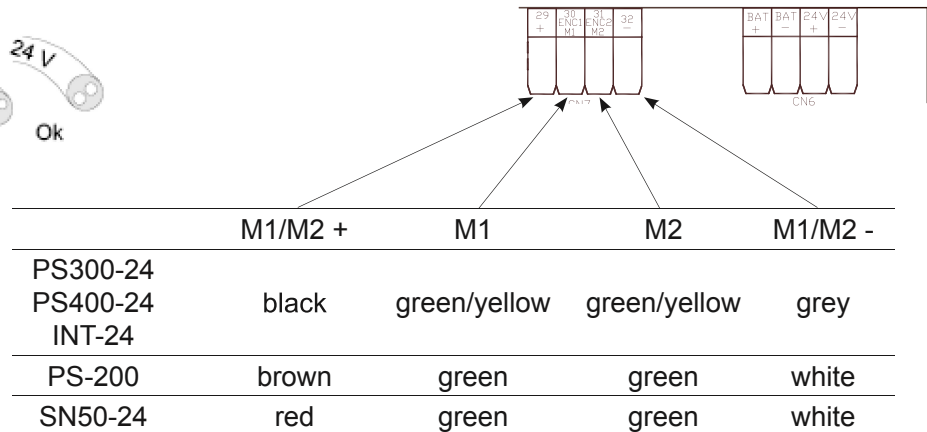 24 V
Ok
29 30 31 32
+ ENC1 ENC2 -
M1 M2
BAT BAT 24V 24V
+ - + -
CN7
CN6
M1/M2 + M1 M2 M1/M2 -
PS300-24
PS400-24 black green/yellow green/yellow grey
INT-24
PS-200 brown green green white
SN50-24 red green green white